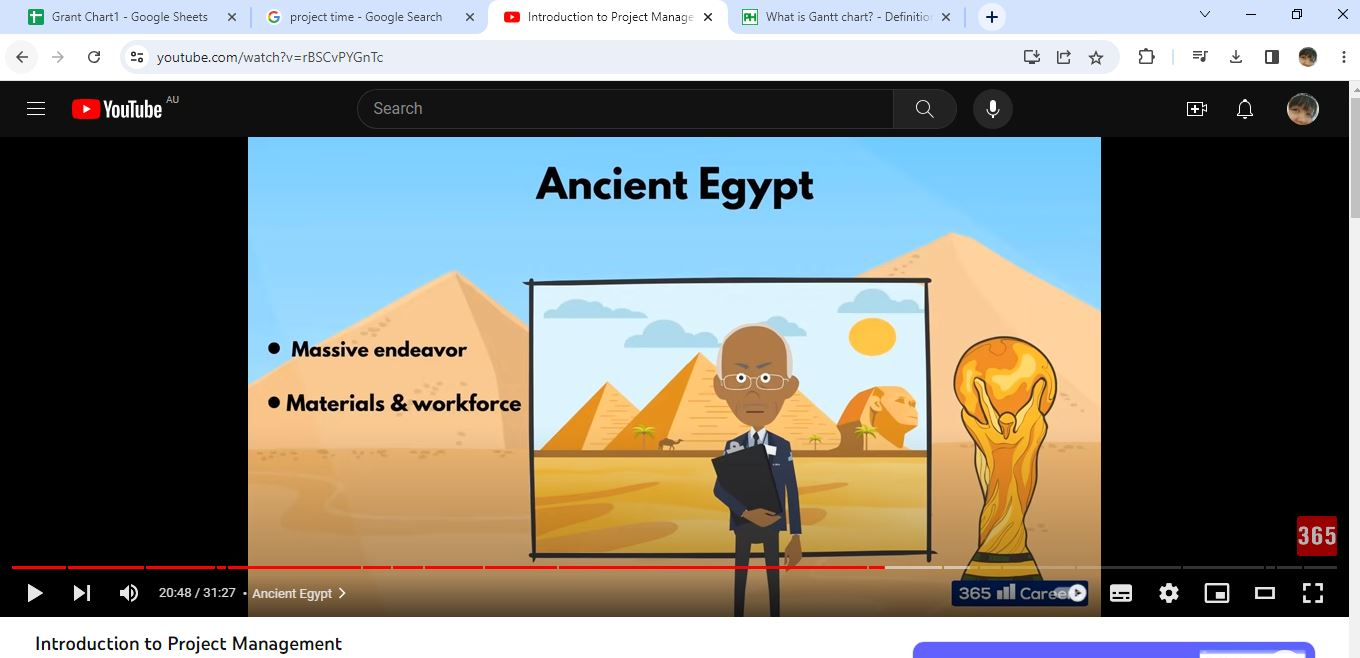 Grant Chart1 - Google Sheets
project time - Google Search
Introduction to Project Manage
What is Gantt chart? - Definitio
youtube.com/watch?v=rBSCvPYGnTc
YouTube AU
Search
Ancient Egypt
Massive endeavor
Materials & workforce
365
20:48 / 31:27 • Ancient Egypt
365 Caree
Introduction to Project Management